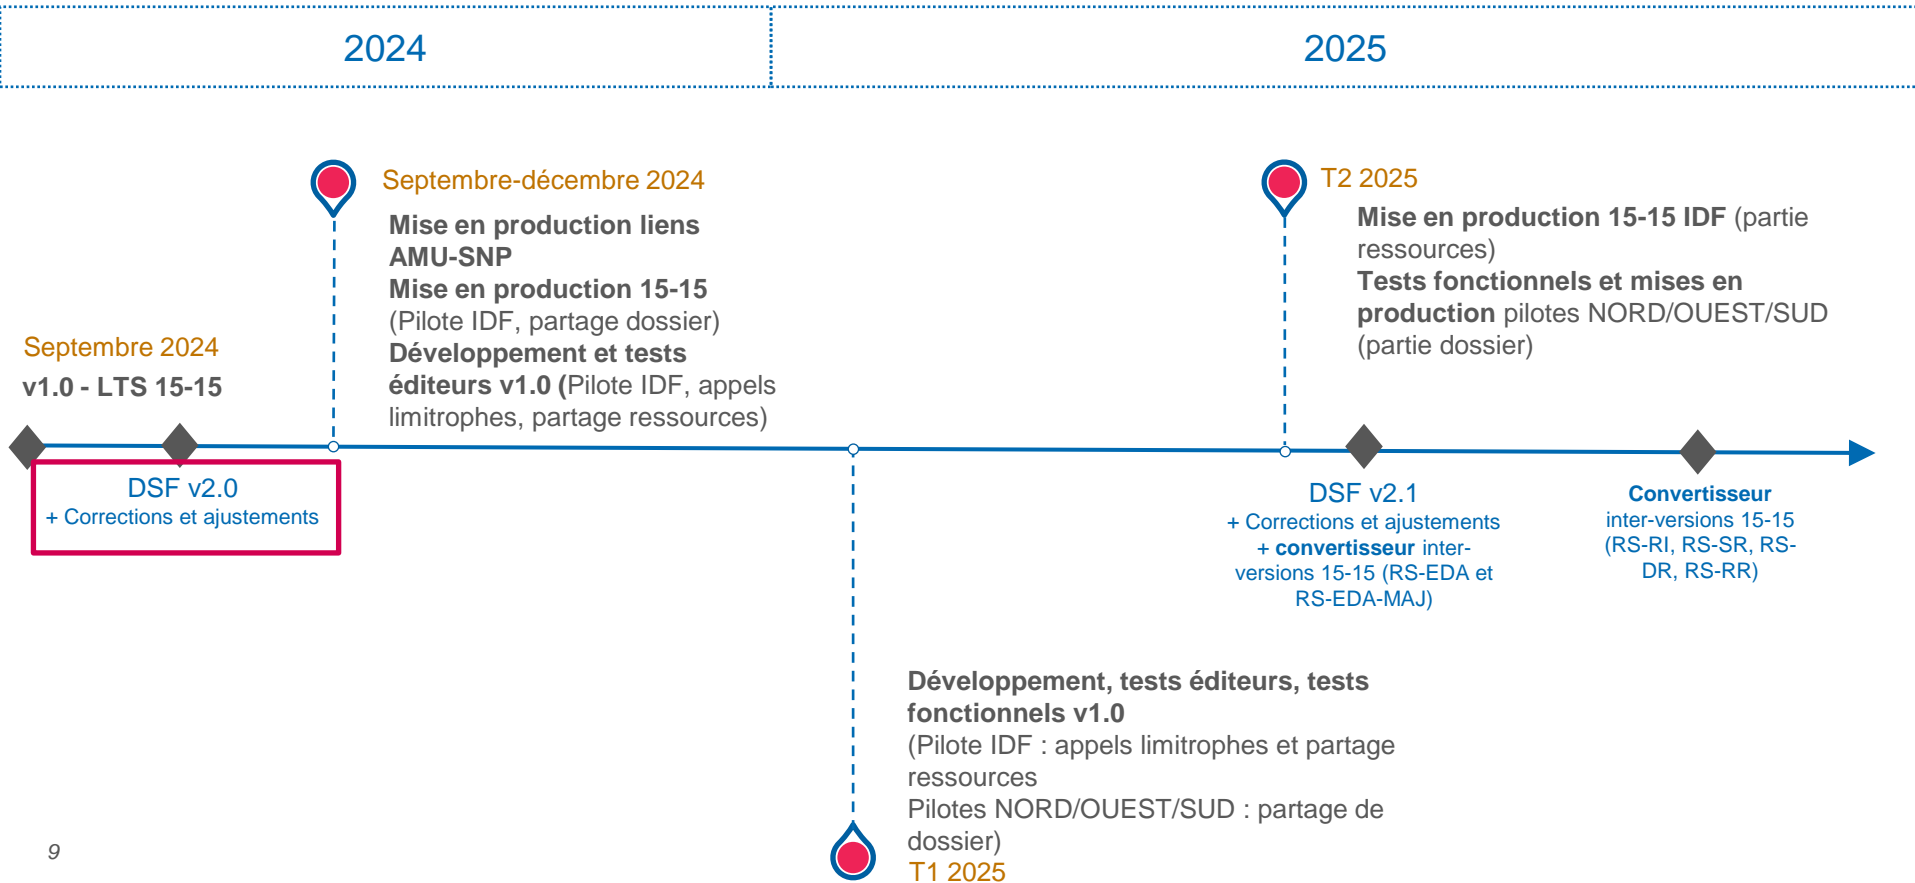 2024
2025
Septembre 2024
v1.0 - LTS 15-15
DSF v2.0
+ Corrections et ajustements
Septembre-décembre 2024
Mise en production liens
AMU-SNP
Mise en production 15-15
(Pilote IDF, partage dossier)
Développement et tests
éditeurs v1.0 (Pilote IDF, appels
limitrophes, partage ressources)
Développement, tests éditeurs, tests
fonctionnels v1.0
(Pilote IDF : appels limitrophes et partage
ressources
Pilotes NORD/OUEST/SUD : partage de
dossier)
T1 2025
T2 2025
Mise en production 15-15 IDF (partie
ressources)
Tests fonctionnels et mises en
production pilotes NORD/OUEST/SUD
(partie dossier)
DSF v2.1
+ Corrections et ajustements
+ convertisseur inter-
versions 15-15 (RS-EDA et
RS-EDA-MAJ)
Convertisseur
inter-versions 15-15
(RS-RI, RS-SR, RS-
DR, RS-RR)
9